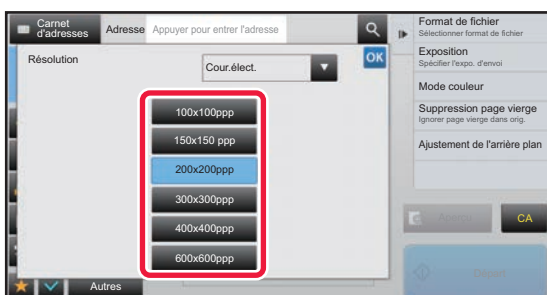 Carnet
d'adresses
Adresse
Appuyer pour entrer l'adresse
Résolution
Cour.élect.
OK
100x100ppp
150x150 ppp
200x200ppp
300x300ppp
400x400ppp
600x600ppp
Autres
Format de fichier
Sélectionner format de fichier
Exposition
Spécifier l'expo. d'envoi
Mode couleur
Suppression page vierge
Ignorer page vierge dans orig.
Ajustement de l'arrière plan
CA
Départ